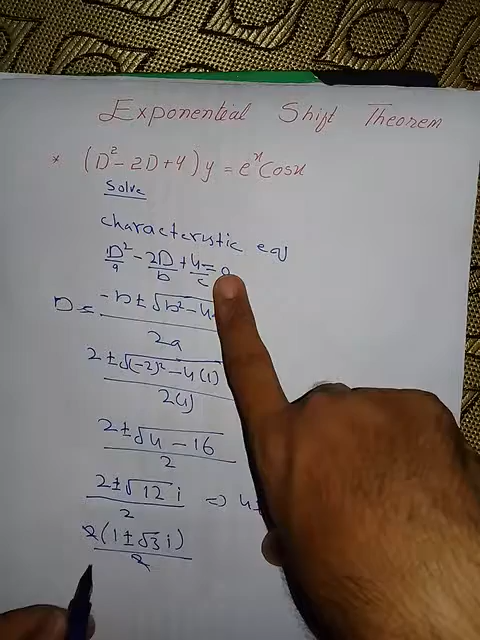 Exponential Shift Theorem
* (D² - 2D + 4) y = eˣ Cosx
Solve
characteristic eq
1D² - 2D + 4 = 0
a b c
D = -b ± √b² - 4
2a
2 ± √(-2)² - 4(1)
2(1)
2 ± √4 - 16
2
2 ± √12 i =>
2
2(1 ± √3 i)
2